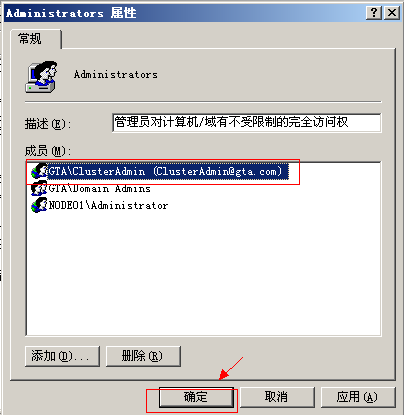 Administrators 属性
常规
Administrators
描述(E):
管理员对计算机/域有不受限制的完全访问权
成员(M):
GTA\ClusterAdmin (ClusterAdmin@gta.com)
GTA\Domain Admins
NODE01\Administrator
添加(D)...
删除(R)
确定
取消
应用(A)